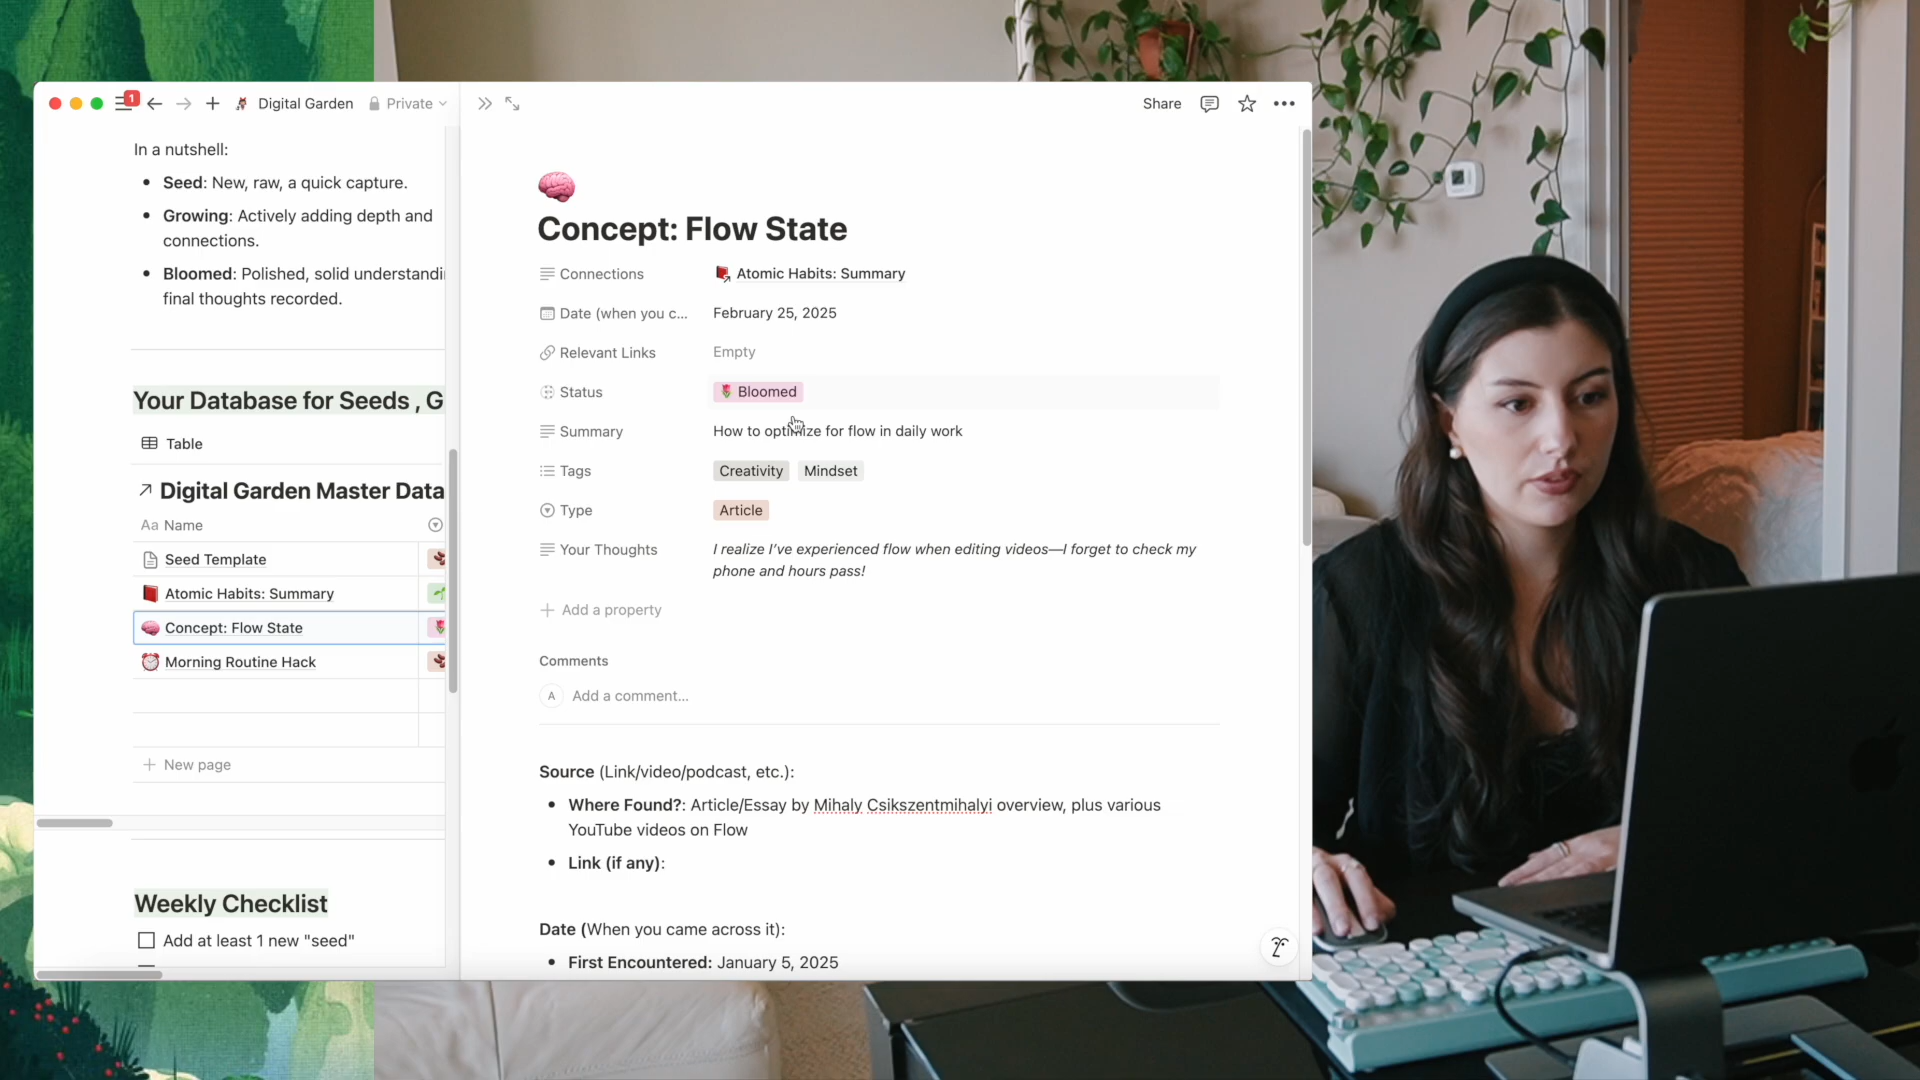 1
Digital Garden
Private
Share
In a nutshell:
Seed: New, raw, a quick capture.
Growing: Actively adding depth and
connections.
Bloomed: Polished, solid
final thoughts recorded.
Your Database for Seeds ,
Table
Digital Garden Master
Aa Name
Seed Template
Atomic Habits: Summary
Concept: Flow State
Morning Routine Hack
New page
Weekly Checklist
Add at least 1 new "seed"
Concept: Flow State
Connections
Atomic Habits: Summary
Date (when you c...
February 25, 2025
Relevant Links
Empty
Status
Bloomed
Summary
How to optimize for flow in daily work
Tags
Creativity Mindset
Type
Article
Your Thoughts
I realize I've experienced flow when editing videos—I forget to check my
phone and hours pass!
Add a property
Comments
A
Add a comment...
Source (Link/video/podcast, etc.):
Where Found?: Article/Essay by Mihaly Csikszentmihalyi overview, plus various
YouTube videos on Flow
Link (if any):
Date (When you came across it):
First Encountered: January 5, 2025